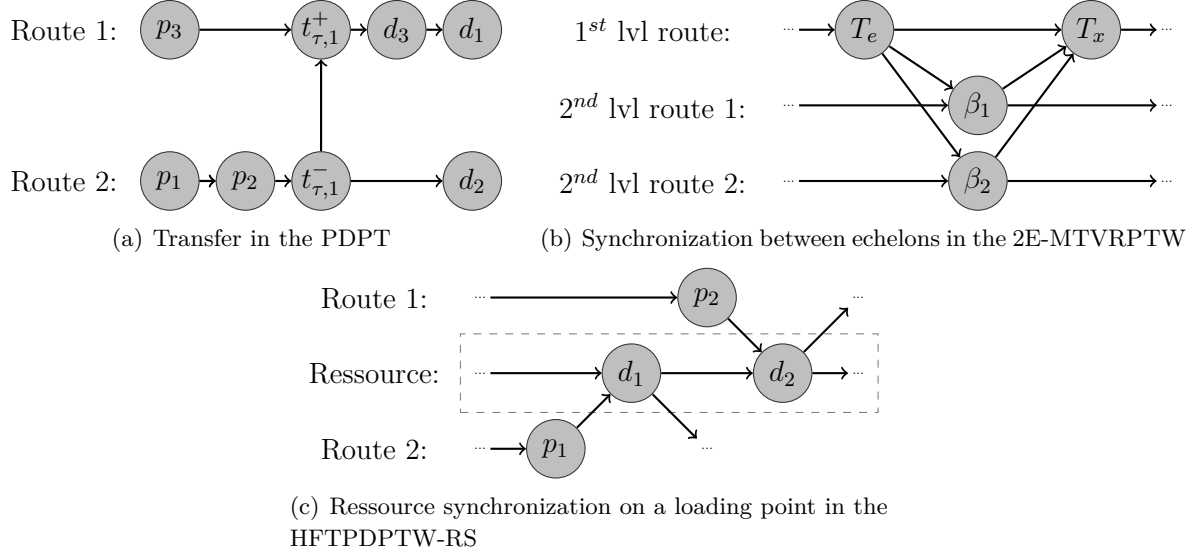 Route 1: p₃ t⁺τ,1 d₃ d₁
Route 2: p₁ p₂ t⁻τ,1 d₂
(a) Transfer in the PDPT
1ˢᵗ lvl route: ... Tₑ Tₓ ...
2ⁿᵈ lvl route 1: ... β₁ ...
2ⁿᵈ lvl route 2: ... β₂ ...
(b) Synchronization between echelons in the 2E-MTVRPTW
Route 1: ... p₂ ...
Ressource: ... d₁ d₂ ...
Route 2: ... p₁ ...
(c) Ressource synchronization on a loading point in the
HFTPDPTW-RS